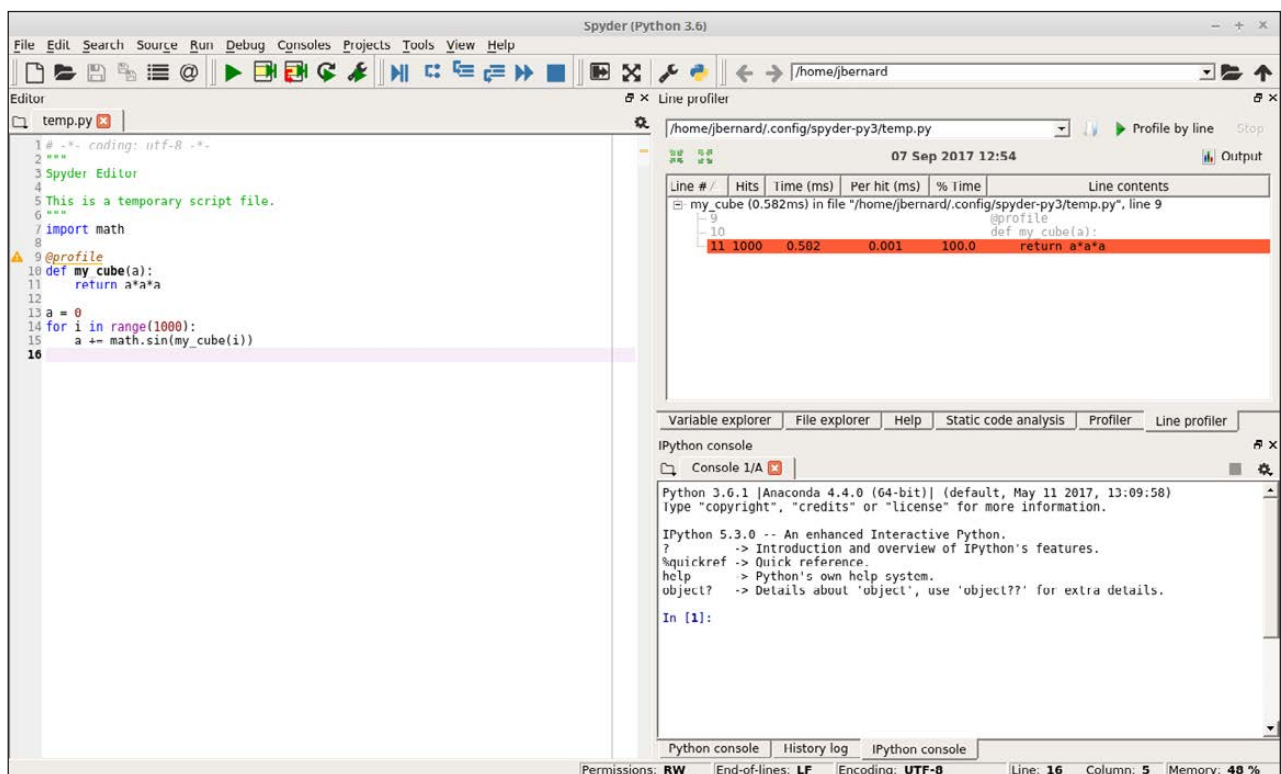 Spyder (Python 3.6)
File Edit Search Source Run Debug Consoles Projects Tools View Help
/home/jbernard
Editor
temp.py
1 # -*- coding: utf-8 -*-
2 """
3 Spyder Editor
4
5 This is a temporary script file.
6 """
7 import math
8
9 @profile
10 def my_cube(a):
11     return a*a*a
12
13 a = 0
14 for i in range(1000):
15     a += math.sin(my_cube(i))
16
Line profiler
/home/jbernard/.config/spyder-py3/temp.py Profile by line Stop
07 Sep 2017 12:54 Output
Line # Hits Time (ms) Per hit (ms) % Time Line contents
my_cube (0.582ms) in file "/home/jbernard/.config/spyder-py3/temp.py", line 9
9 @profile
10 def my_cube(a):
11 1000 0.582 0.001 100.0 return a*a*a
Variable explorer File explorer Help Static code analysis Profiler Line profiler
IPython console
Console 1/A
Python 3.6.1 |Anaconda 4.4.0 (64-bit)| (default, May 11 2017, 13:09:58)
Type "copyright", "credits" or "license" for more information.
IPython 5.3.0 -- An enhanced Interactive Python.
? -> Introduction and overview of IPython's features.
%quickref -> Quick reference.
help -> Python's own help system.
object? -> Details about 'object', use 'object??' for extra details.
In [1]:
Python console History log IPython console
Permissions: RW End-of-lines: LF Encoding: UTF-8 Line: 16 Column: 5 Memory: 48 %